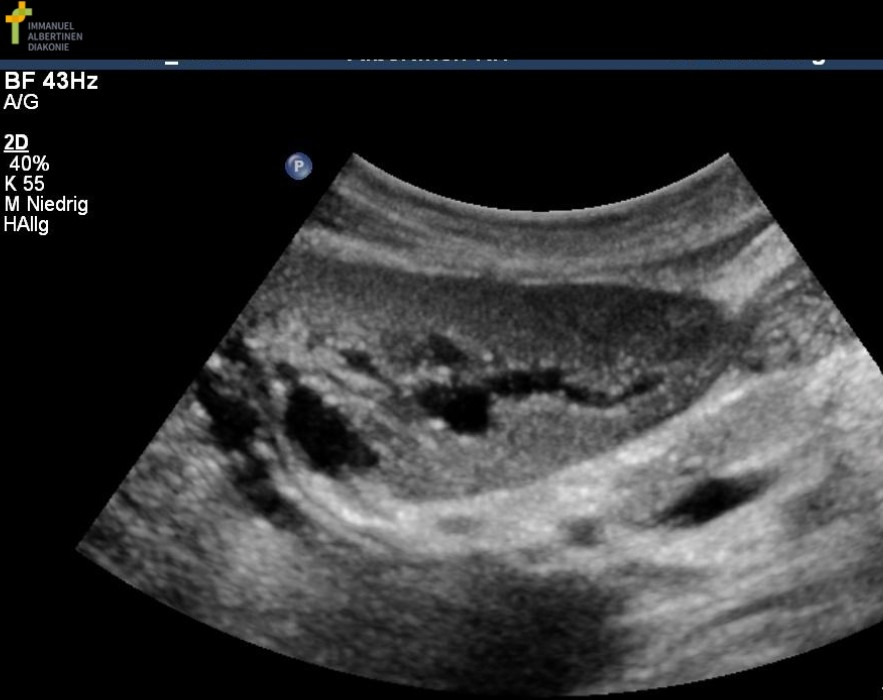 IMMANUEL
ALBERTINEN
DIAKONIE
BF 43Hz
A/G
2D
40%
K 55
M Niedrig
HAllg
P